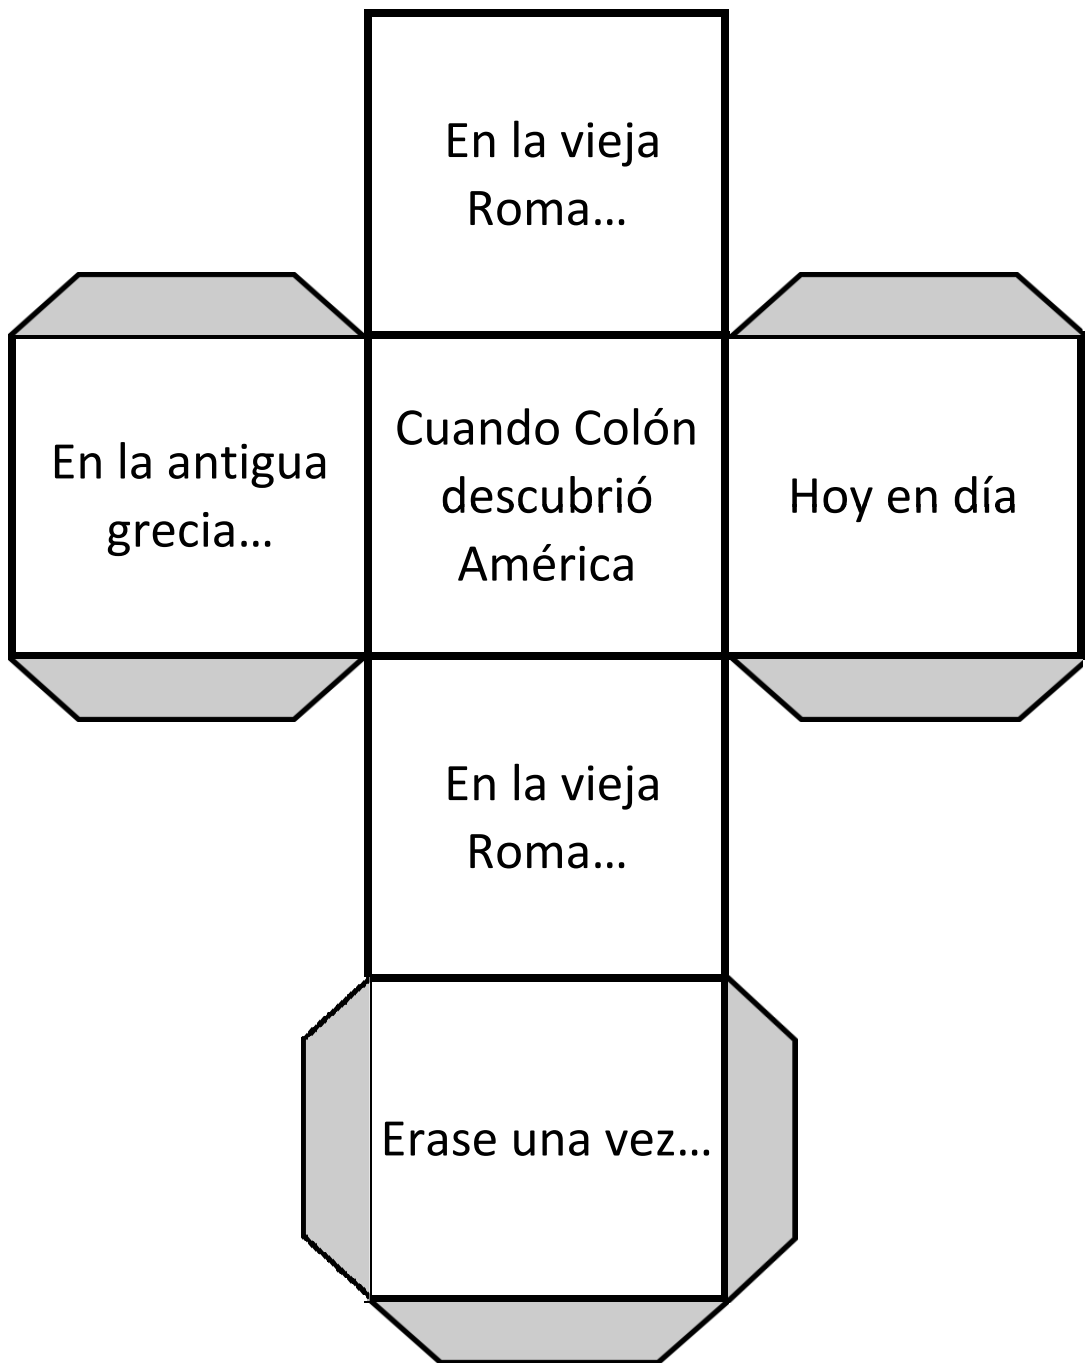 En la vieja
Roma...
En la antigua
grecia...
Cuando Colón
descubrió
América
Hoy en día
En la vieja
Roma...
Erase una vez...